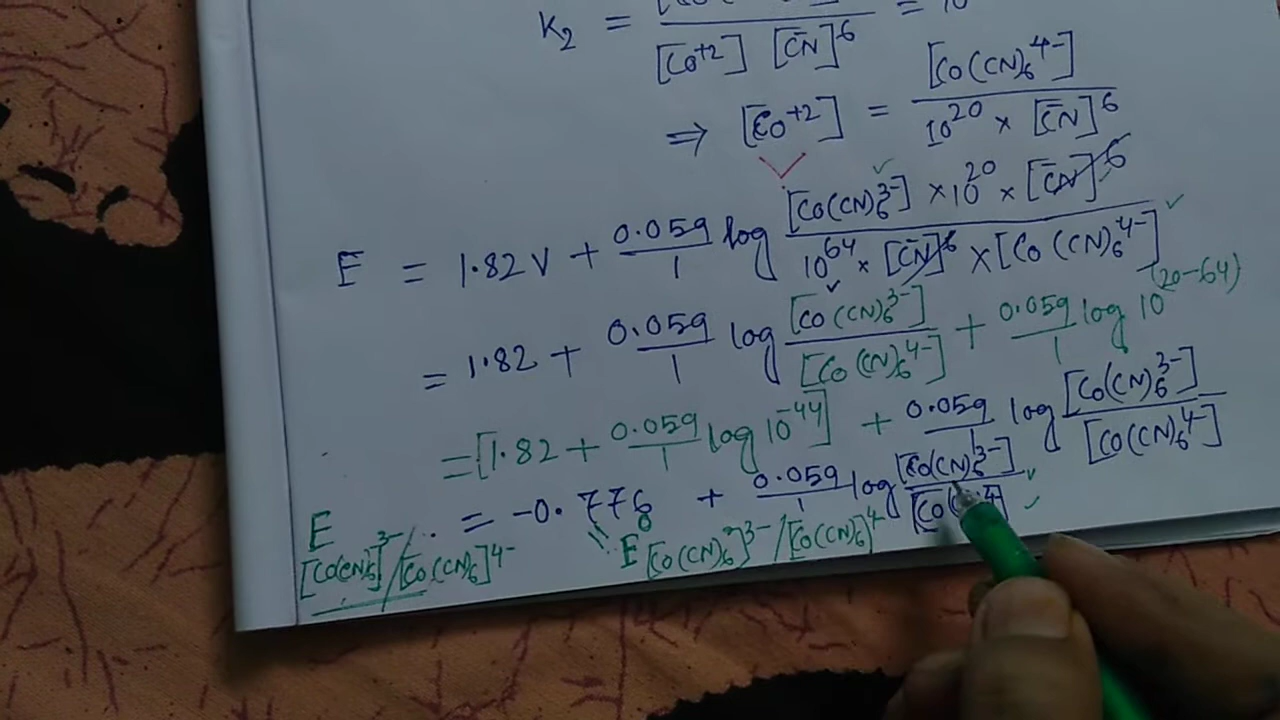 K₂ = / [Co⁺²] [CN⁻]⁶ = 10
⇒ [Co⁺²] = [Co(CN)₆⁴⁻] / 10²⁰ × [CN⁻]⁶
E = 1.82 V + 0.059/1 log [Co(CN)₆³⁻] × 10²⁰ × [CN⁻]⁶ / 10⁶⁴ × [CN⁻]⁶ × [Co(CN)₆⁴⁻]
= 1.82 + 0.059/1 log [Co(CN)₆³⁻] / [Co(CN)₆⁴⁻] + 0.059/1 log 10⁽²⁰⁻⁶⁴⁾
= [1.82 + 0.059/1 log 10⁻⁴⁴] + 0.059/1 log [Co(CN)₆³⁻] / [Co(CN)₆⁴⁻]
E = -0.776 + 0.059/1 log [Co(CN)₆³⁻] / [Co
[Co(CN)₆]³⁻/[Co(CN)₆]⁴⁻ E [Co(CN)₆]³⁻/[Co(CN)₆]⁴⁻